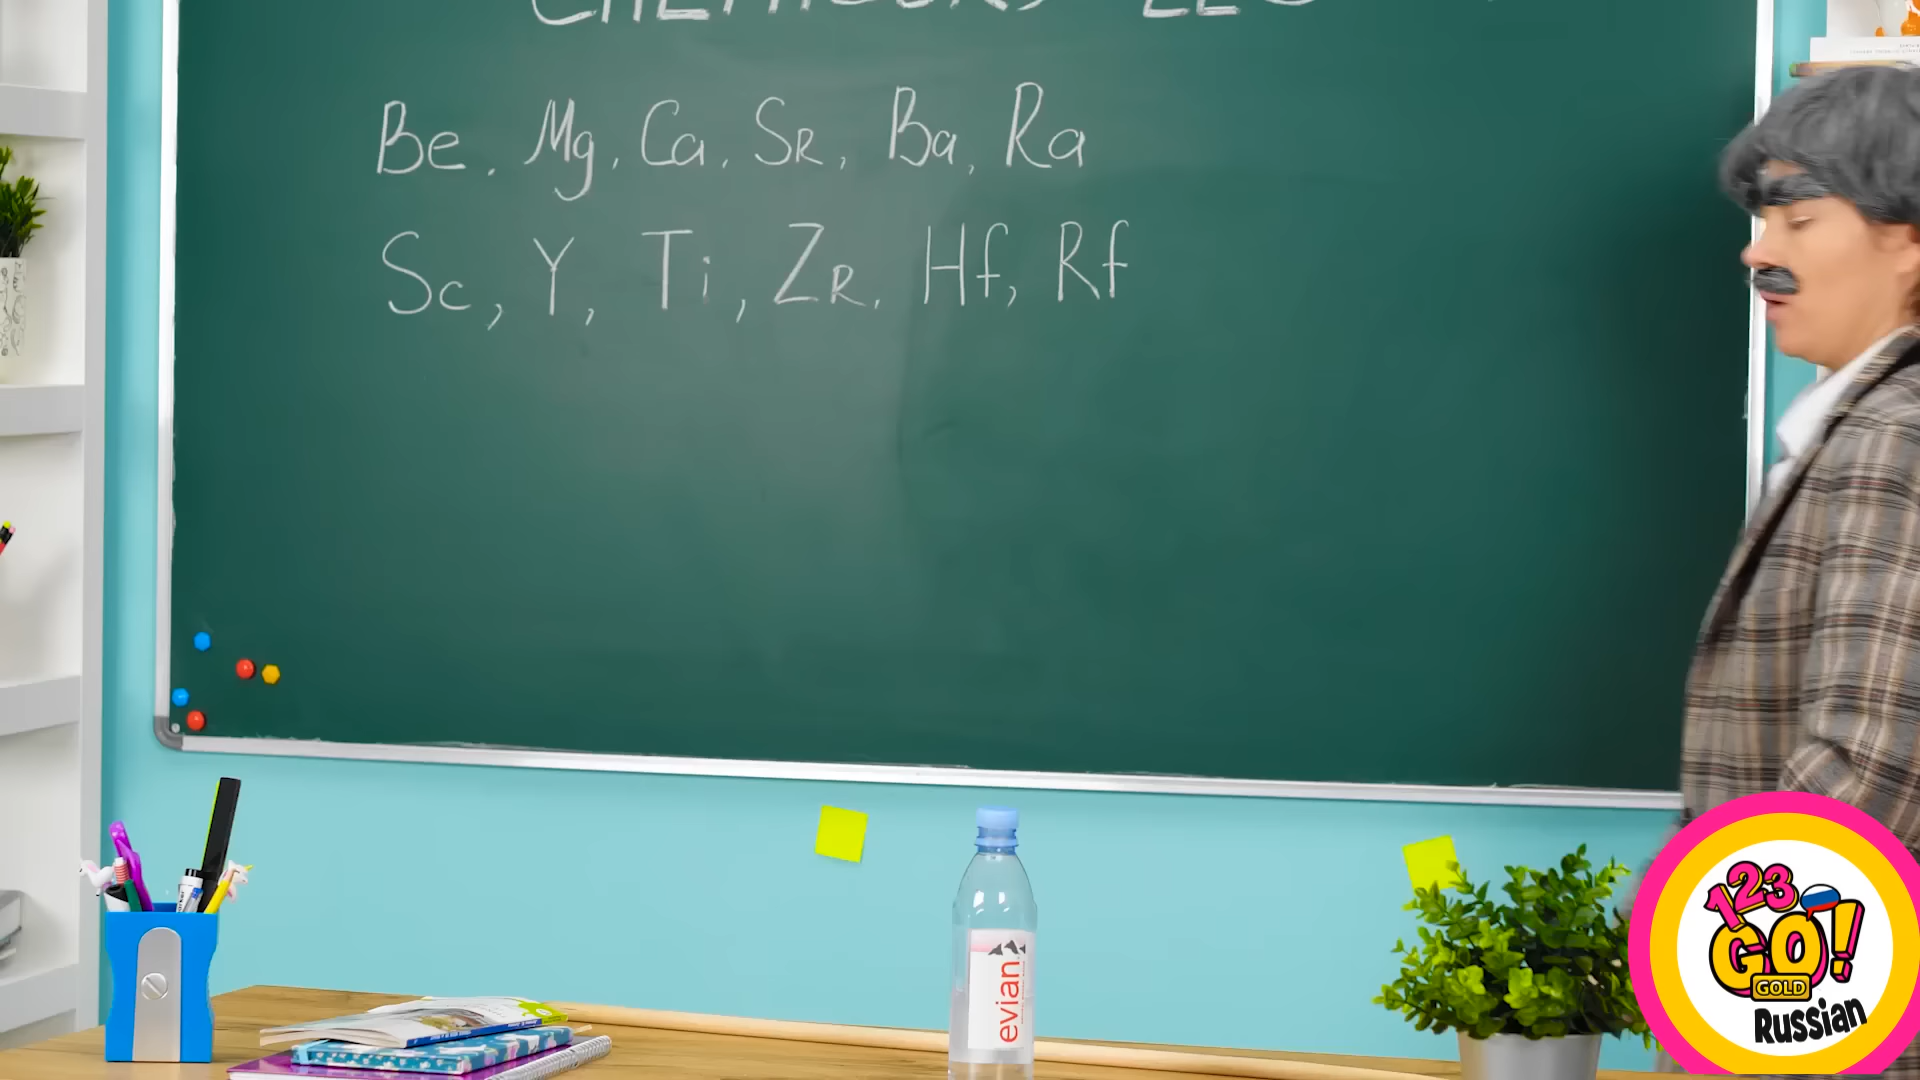 Be, Mg, Ca, SR, Ba, Ra
Sc, Y, Ti, ZR, Hf, Rf
evian
123
GO!
GOLD
Russian